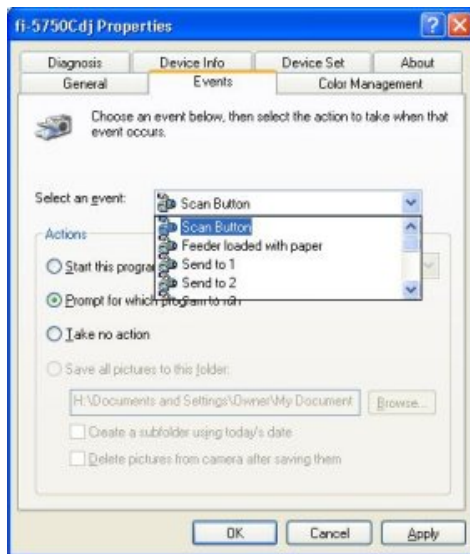 fi-5750Cdj Properties
Diagnosis Device Info Device Set About
General Events Color Management
Choose an event below, then select the action to take when that
event occurs.
Select an event: Scan Button
Scan Button
Actions
Feeder loaded with paper
Start this progra
Send to 1
Send to 2
Prompt for which program to run
Take no action
Save all pictures to this folder:
H:\Documents and Settings\Owner\My Document Browse...
Create a subfolder using today's date
Delete pictures from camera after saving them
OK Cancel Apply